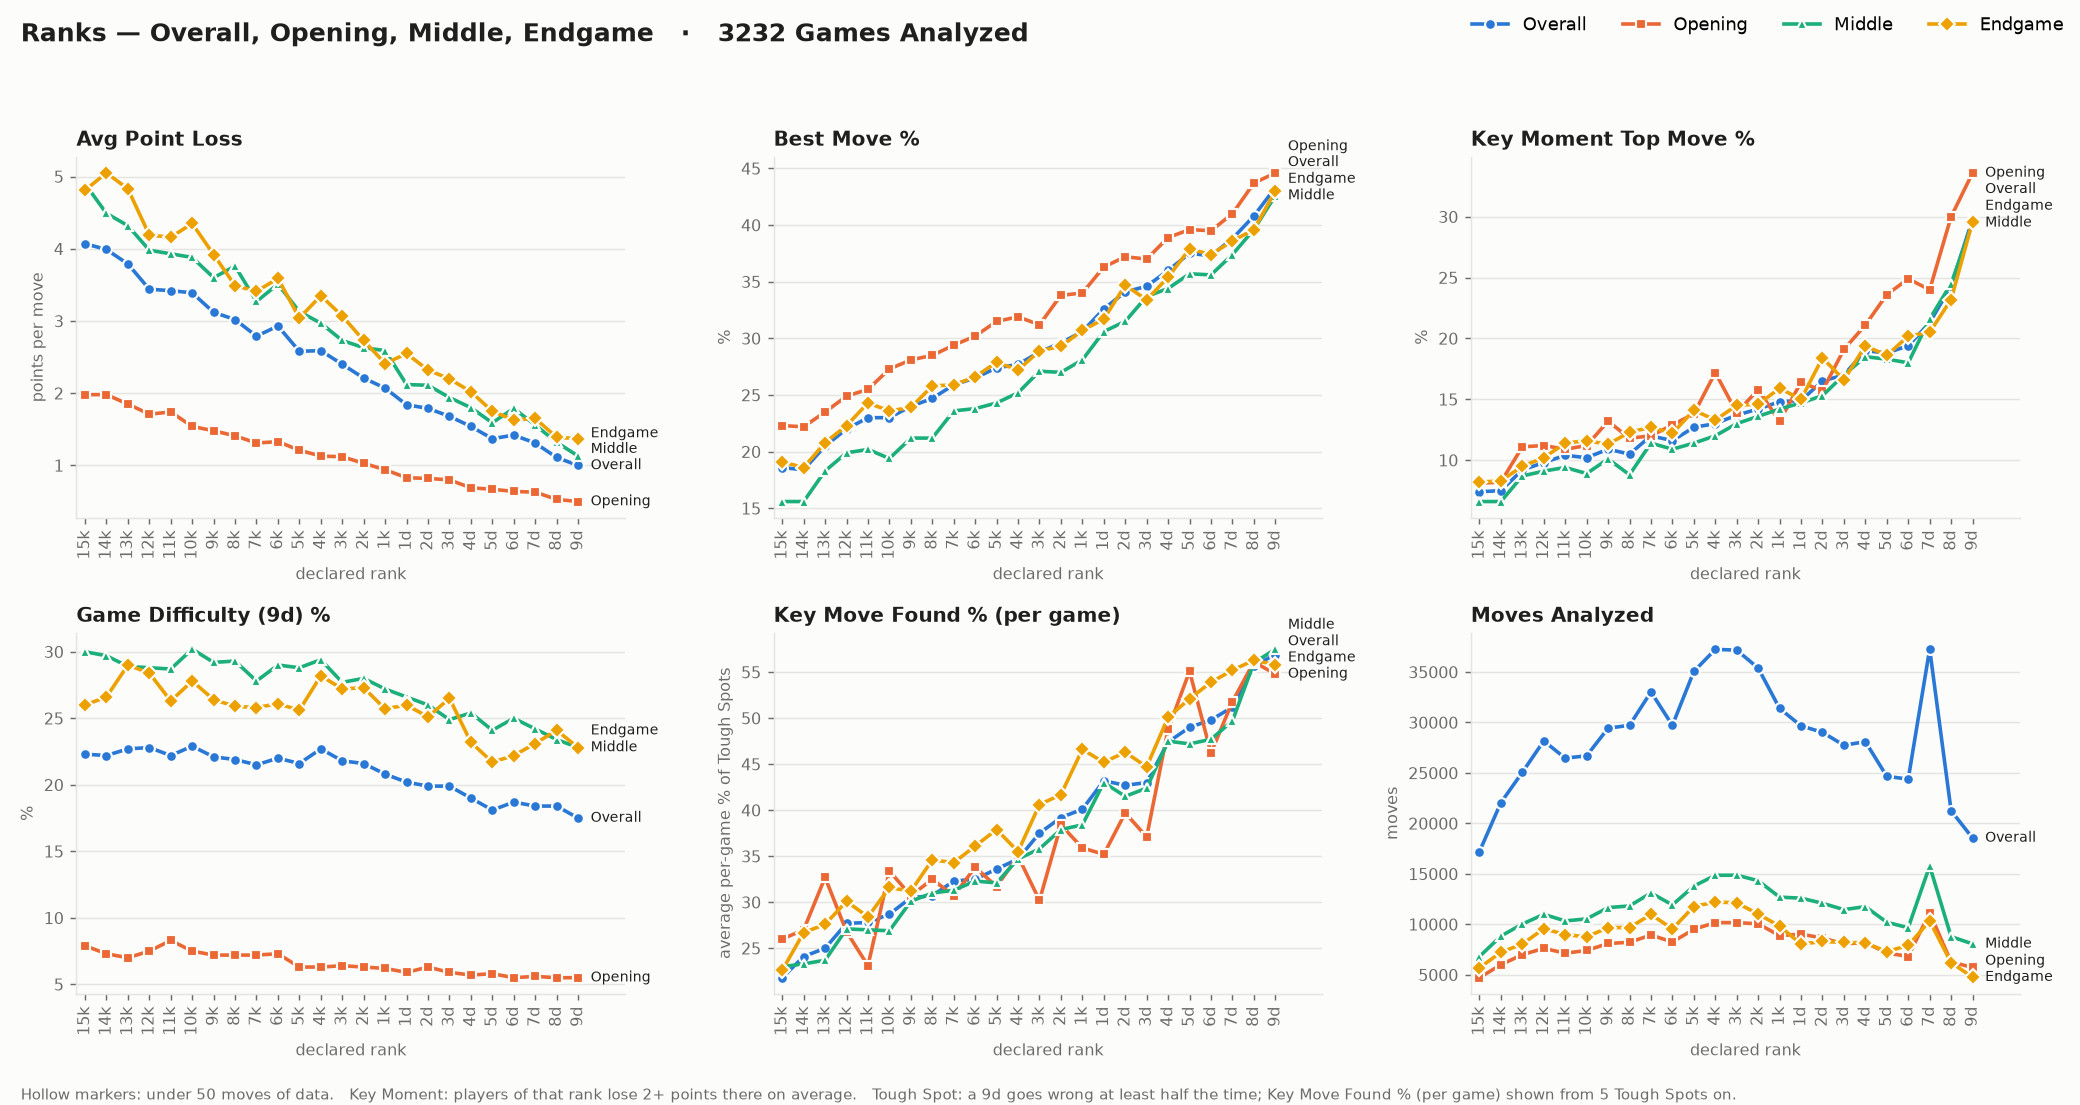 Ranks — Overall, Opening, Middle, Endgame · 3232 Games Analyzed
Overall Opening Middle Endgame
Avg Point Loss
points per move
5
4
3
2
1
15k 14k 13k 12k 11k 10k 9k 8k 7k 6k 5k 4k 3k 2k 1k 1d 2d 3d 4d 5d 6d 7d 8d 9d
declared rank
Endgame
Middle
Overall
Opening
Best Move %
%
45
40
35
30
25
20
15
15k 14k 13k 12k 11k 10k 9k 8k 7k 6k 5k 4k 3k 2k 1k 1d 2d 3d 4d 5d 6d 7d 8d 9d
declared rank
Opening
Overall
Endgame
Middle
Key Moment Top Move %
%
30
25
20
15
10
15k 14k 13k 12k 11k 10k 9k 8k 7k 6k 5k 4k 3k 2k 1k 1d 2d 3d 4d 5d 6d 7d 8d 9d
declared rank
Opening
Overall
Endgame
Middle
Game Difficulty (9d) %
%
30
25
20
15
10
5
15k 14k 13k 12k 11k 10k 9k 8k 7k 6k 5k 4k 3k 2k 1k 1d 2d 3d 4d 5d 6d 7d 8d 9d
declared rank
Endgame
Middle
Overall
Opening
Key Move Found % (per game)
average per-game % of Tough Spots
55
50
45
40
35
30
25
15k 14k 13k 12k 11k 10k 9k 8k 7k 6k 5k 4k 3k 2k 1k 1d 2d 3d 4d 5d 6d 7d 8d 9d
declared rank
Middle
Overall
Endgame
Opening
Moves Analyzed
moves
35000
30000
25000
20000
15000
10000
5000
15k 14k 13k 12k 11k 10k 9k 8k 7k 6k 5k 4k 3k 2k 1k 1d 2d 3d 4d 5d 6d 7d 8d 9d
declared rank
Overall
Middle
Opening
Endgame
Hollow markers: under 50 moves of data. Key Moment: players of that rank lose 2+ points there on average. Tough Spot: a 9d goes wrong at least half the time; Key Move Found % (per game) shown from 5 Tough Spots on.